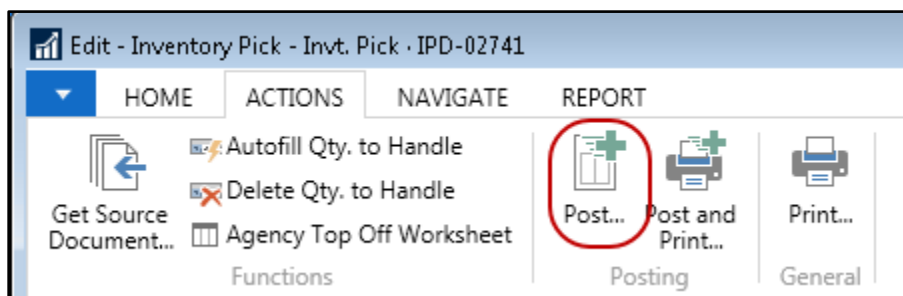 Edit - Inventory Pick - Invt. Pick · IPD-02741
HOME ACTIONS NAVIGATE REPORT
Get Source
Document...
Autofill Qty. to Handle
Delete Qty. to Handle
Agency Top Off Worksheet
Functions
Post...
Post and
Print...
Posting
Print...
General